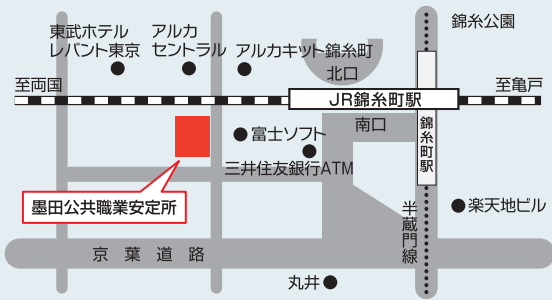 東武ホテル
レバント東京
アルカ
セントラル
アルカキット錦糸町
北口
錦糸公園
至両国
JR錦糸町駅
至亀戸
富士ソフト
南口
錦糸町駅
三井住友銀行ATM
墨田公共職業安定所
半蔵門線
楽天地ビル
京葉道路
丸井